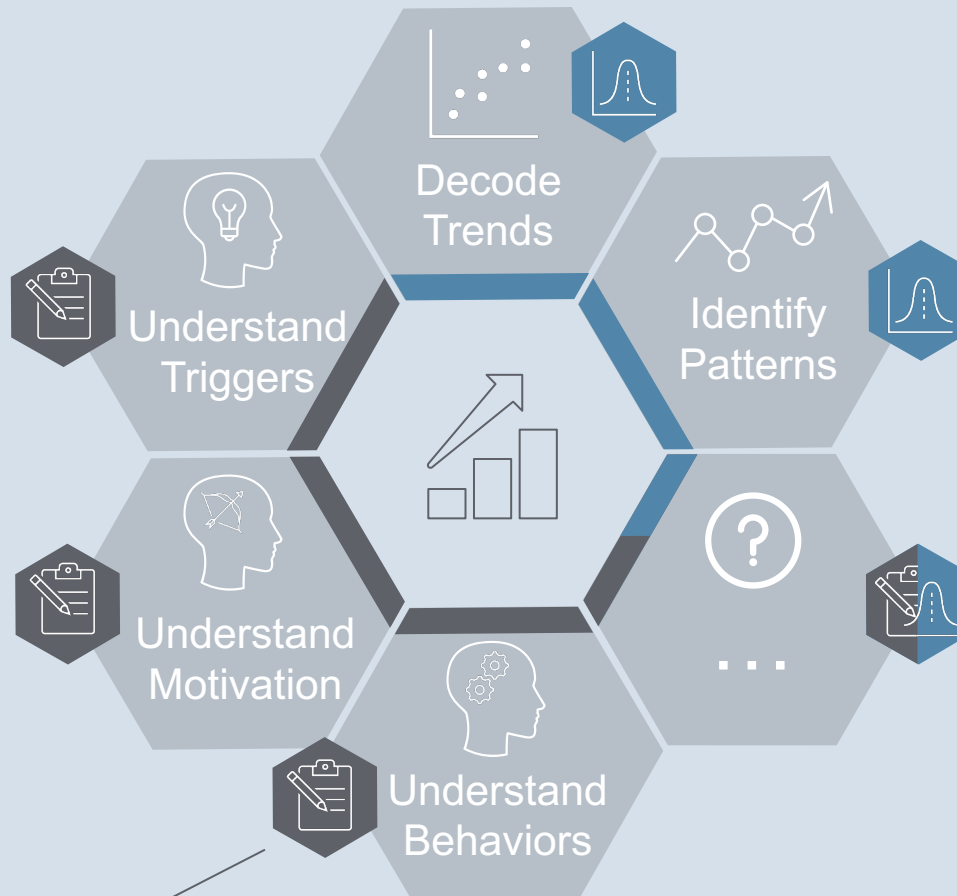 Decode
Trends
Identify
Patterns
Understand
Triggers
Understand
Motivation
?
...
Understand
Behaviors